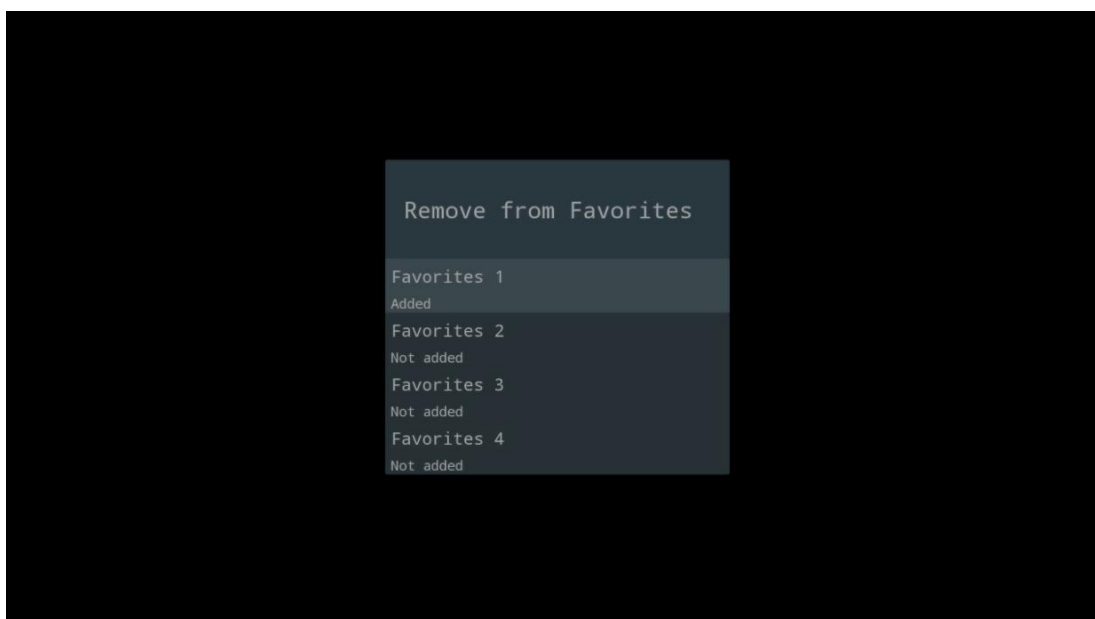 Remove from Favorites
Favorites 1
Added
Favorites 2
Not added
Favorites 3
Not added
Favorites 4
Not added